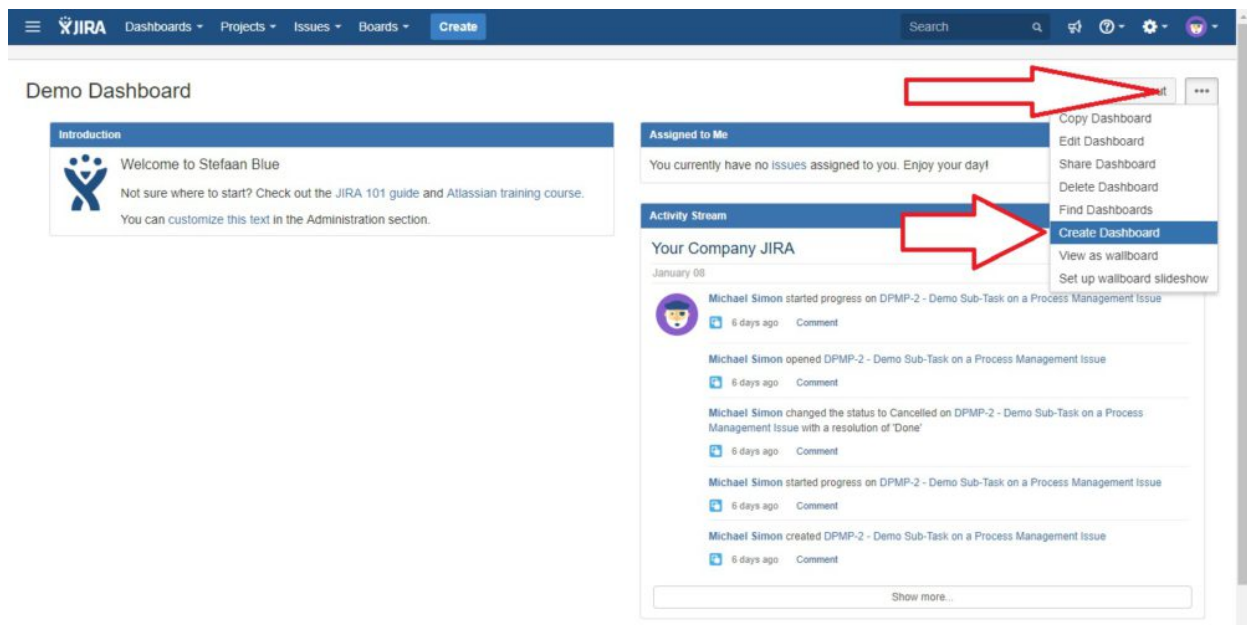 JIRA Dashboards Projects Issues Boards Create Search
Demo Dashboard
Introduction
Welcome to Stefaan Blue
Not sure where to start? Check out the JIRA 101 guide and Atlassian training course.
You can customize this text in the Administration section.
Assigned to Me
You currently have no issues assigned to you. Enjoy your day!
Activity Stream
Your Company JIRA
January 08
Michael Simon started progress on DPMP-2 - Demo Sub-Task on a Process Management Issue
6 days ago Comment
Michael Simon opened DPMP-2 - Demo Sub-Task on a Process Management Issue
6 days ago Comment
Michael Simon changed the status to Cancelled on DPMP-2 - Demo Sub-Task on a Process
Management Issue with a resolution of 'Done'
6 days ago Comment
Michael Simon started progress on DPMP-2 - Demo Sub-Task on a Process Management Issue
6 days ago Comment
Michael Simon created DPMP-2 - Demo Sub-Task on a Process Management Issue
6 days ago Comment
Show more...
Copy Dashboard
Edit Dashboard
Share Dashboard
Delete Dashboard
Find Dashboards
Create Dashboard
View as wallboard
Set up wallboard slideshow